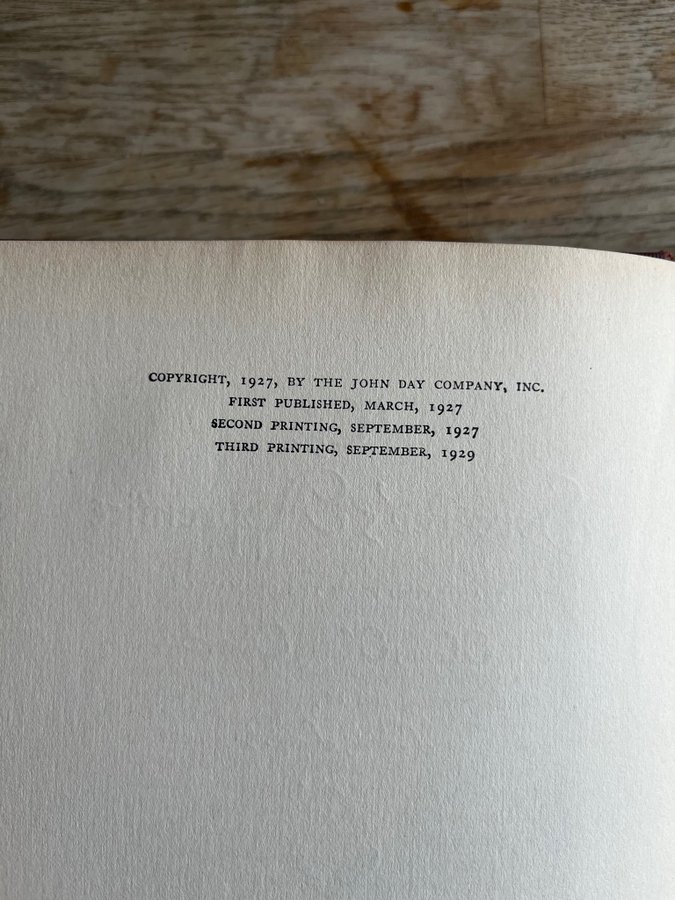 COPYRIGHT, 1927, BY THE JOHN DAY COMPANY, INC.
FIRST PUBLISHED, MARCH, 1927
SECOND PRINTING, SEPTEMBER, 1927
THIRD PRINTING, SEPTEMBER, 1929